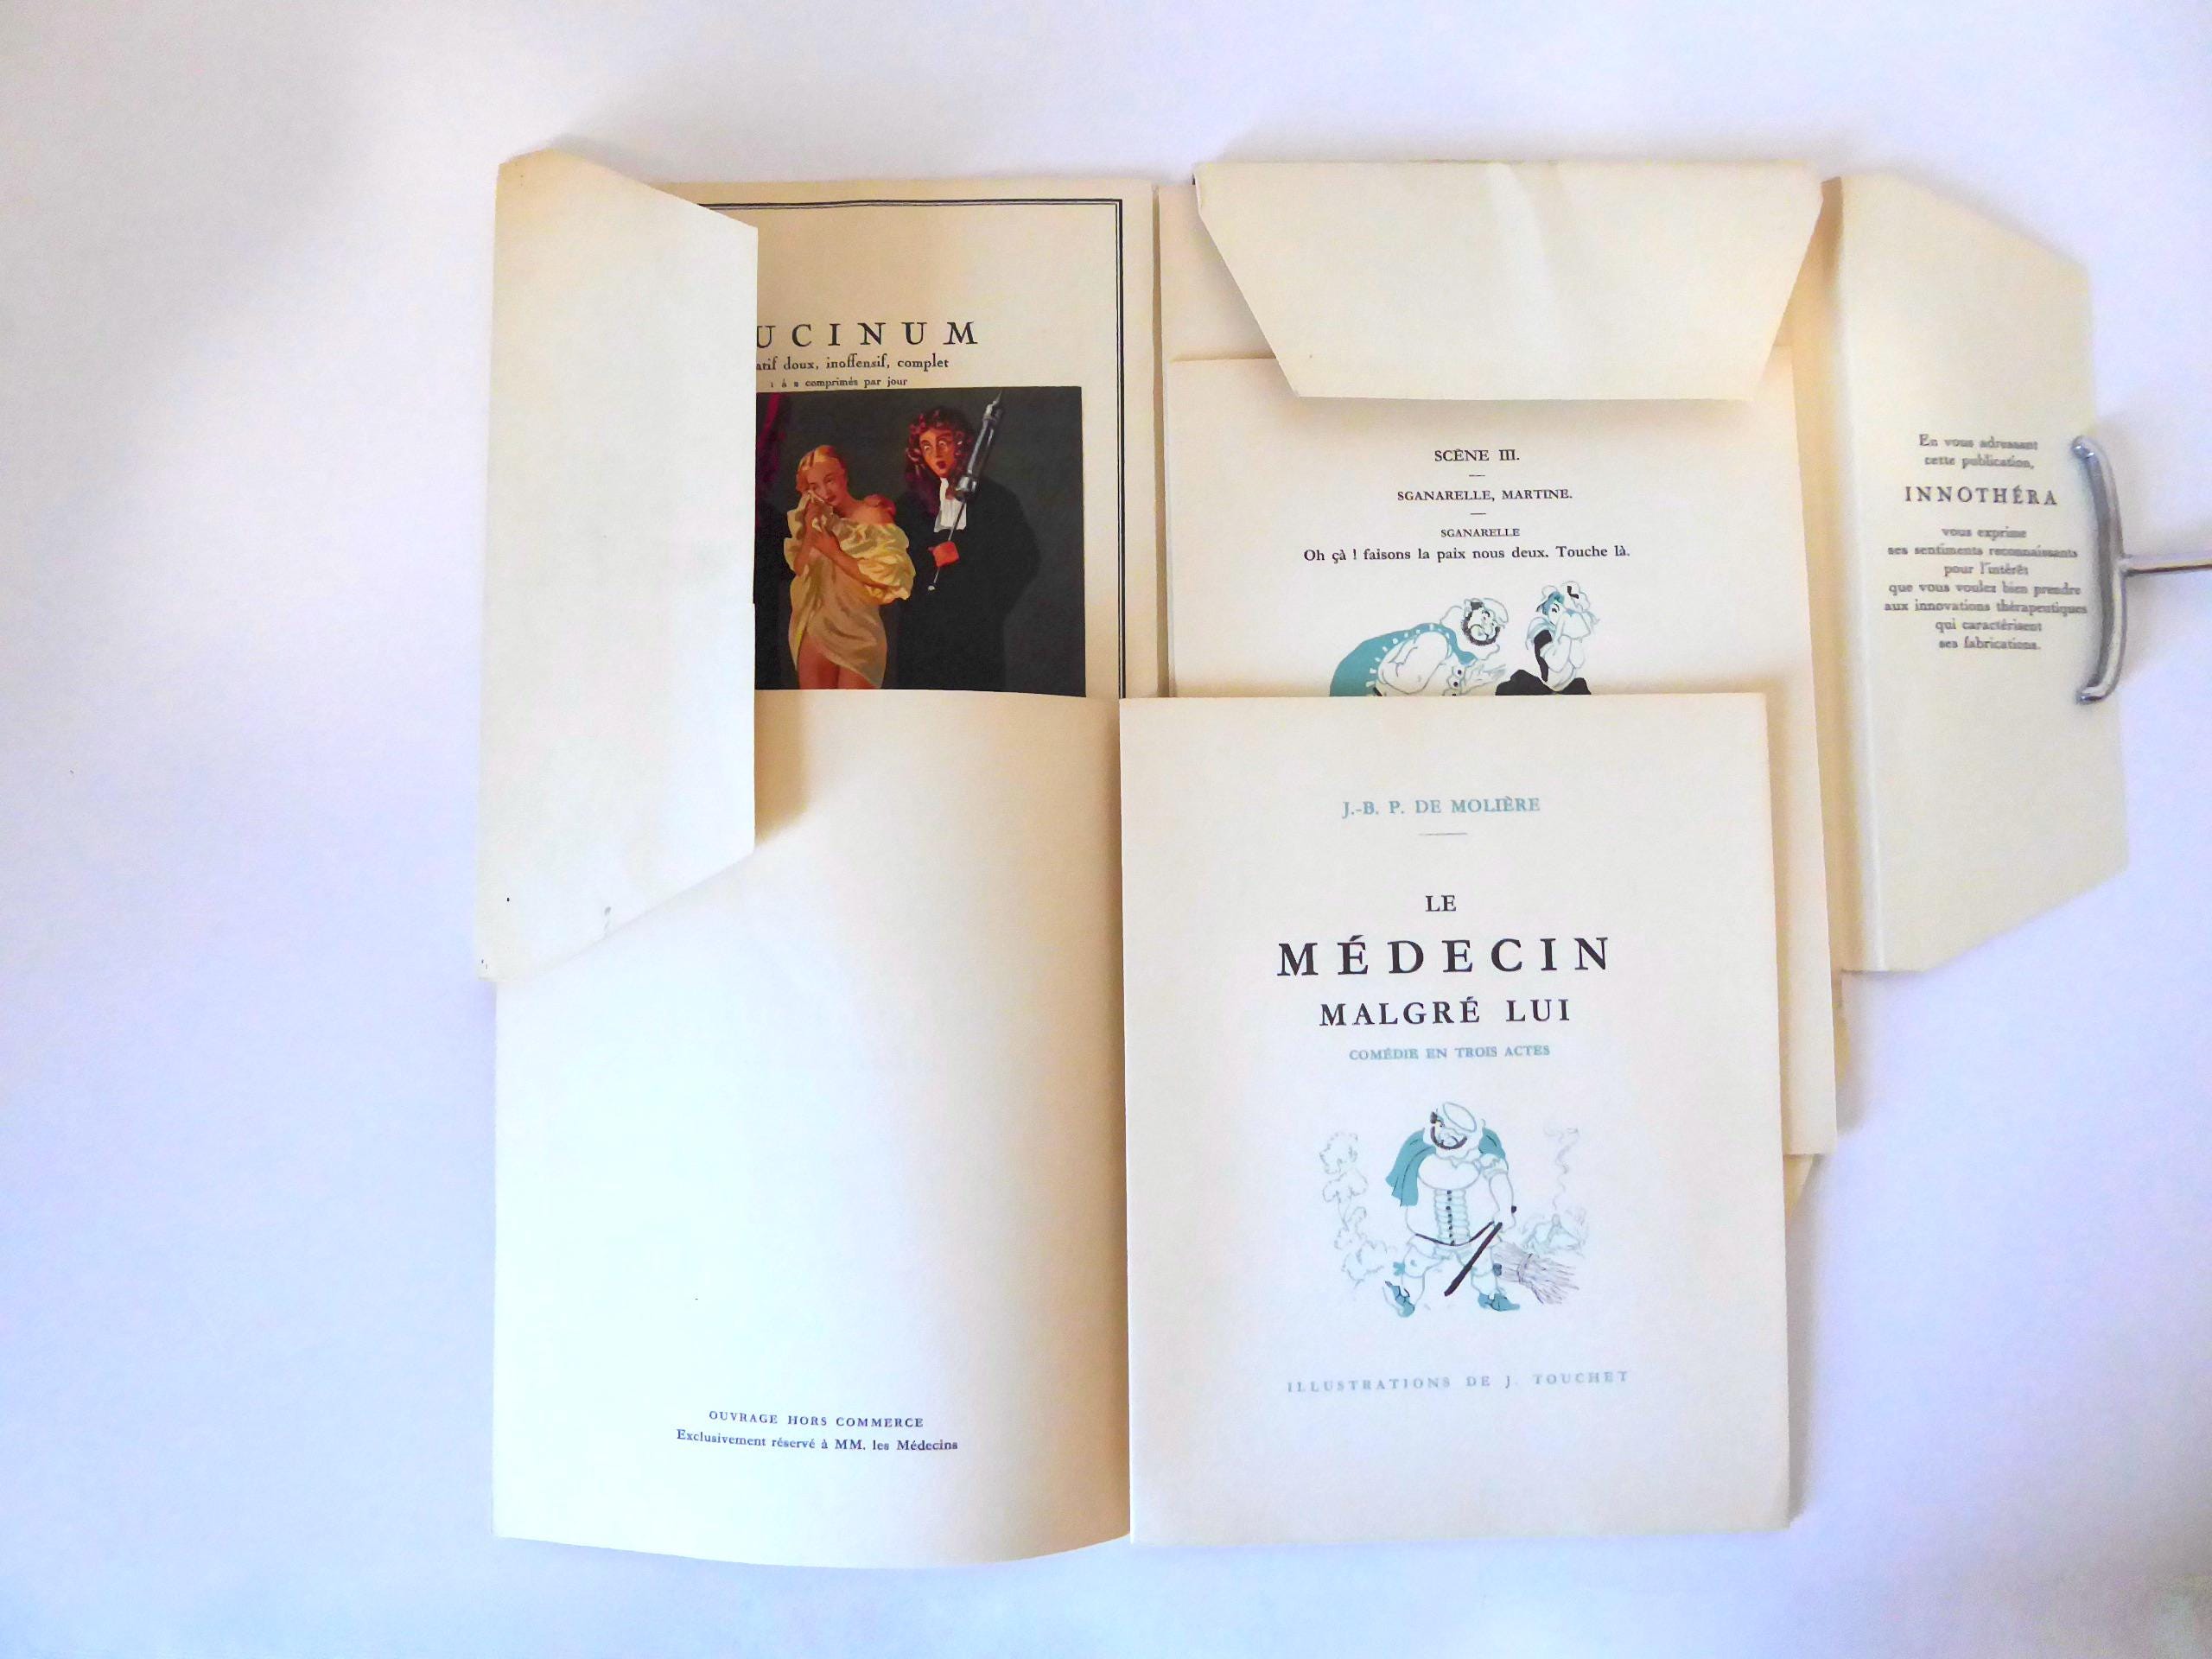 UCINUM
atif doux, inoffensif, complet
comprimés par jour
SCÈNE III.
SGANARELLE, MARTINE.
SGANARELLE
Oh çà ! faisons la paix nous deux. Touche là.
En vous adressant
cette publication,
INNOTHÉRA
vous exprime
ses sentiments reconnaissants
pour l'intérêt
que vous voulez bien prendre
aux innovations thérapeutiques
qui caractérisent
ses fabrications.
OUVRAGE HORS COMMERCE
Exclusivement réservé à MM. les Médecins
J.-B. P. DE MOLIÈRE
LE
MÉDECIN
MALGRÉ LUI
COMÉDIE EN TROIS ACTES
ILLUSTRATIONS DE J. TOUCHET